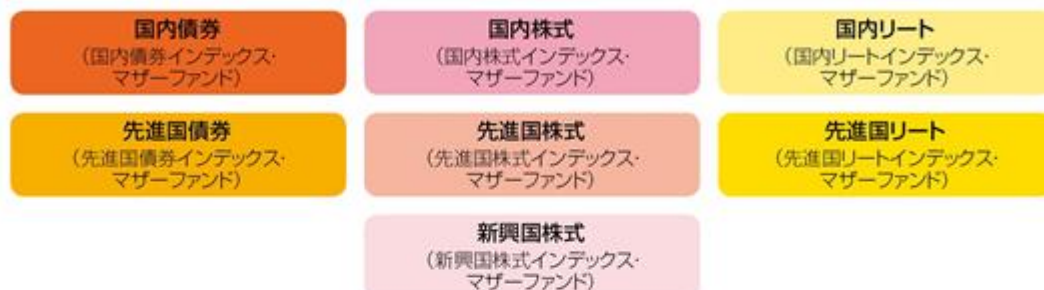 国内債券
(国内債券インデックス・
マザーファンド)
国内株式
(国内株式インデックス・
マザーファンド)
国内リート
(国内リートインデックス・
マザーファンド)
先進国債券
(先進国債券インデックス・
マザーファンド)
先進国株式
(先進国株式インデックス・
マザーファンド)
先進国リート
(先進国リートインデックス・
マザーファンド)
新興国株式
(新興国株式インデックス・
マザーファンド)